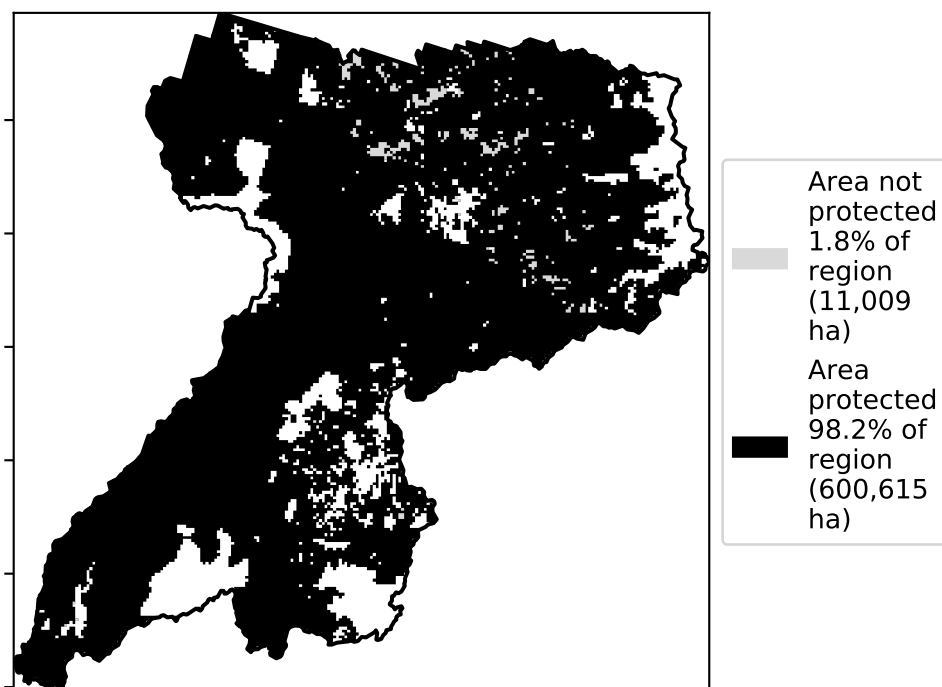 Area not
protected
1.8% of
region
(11,009
ha)
Area
protected
98.2% of
region
(600,615
ha)